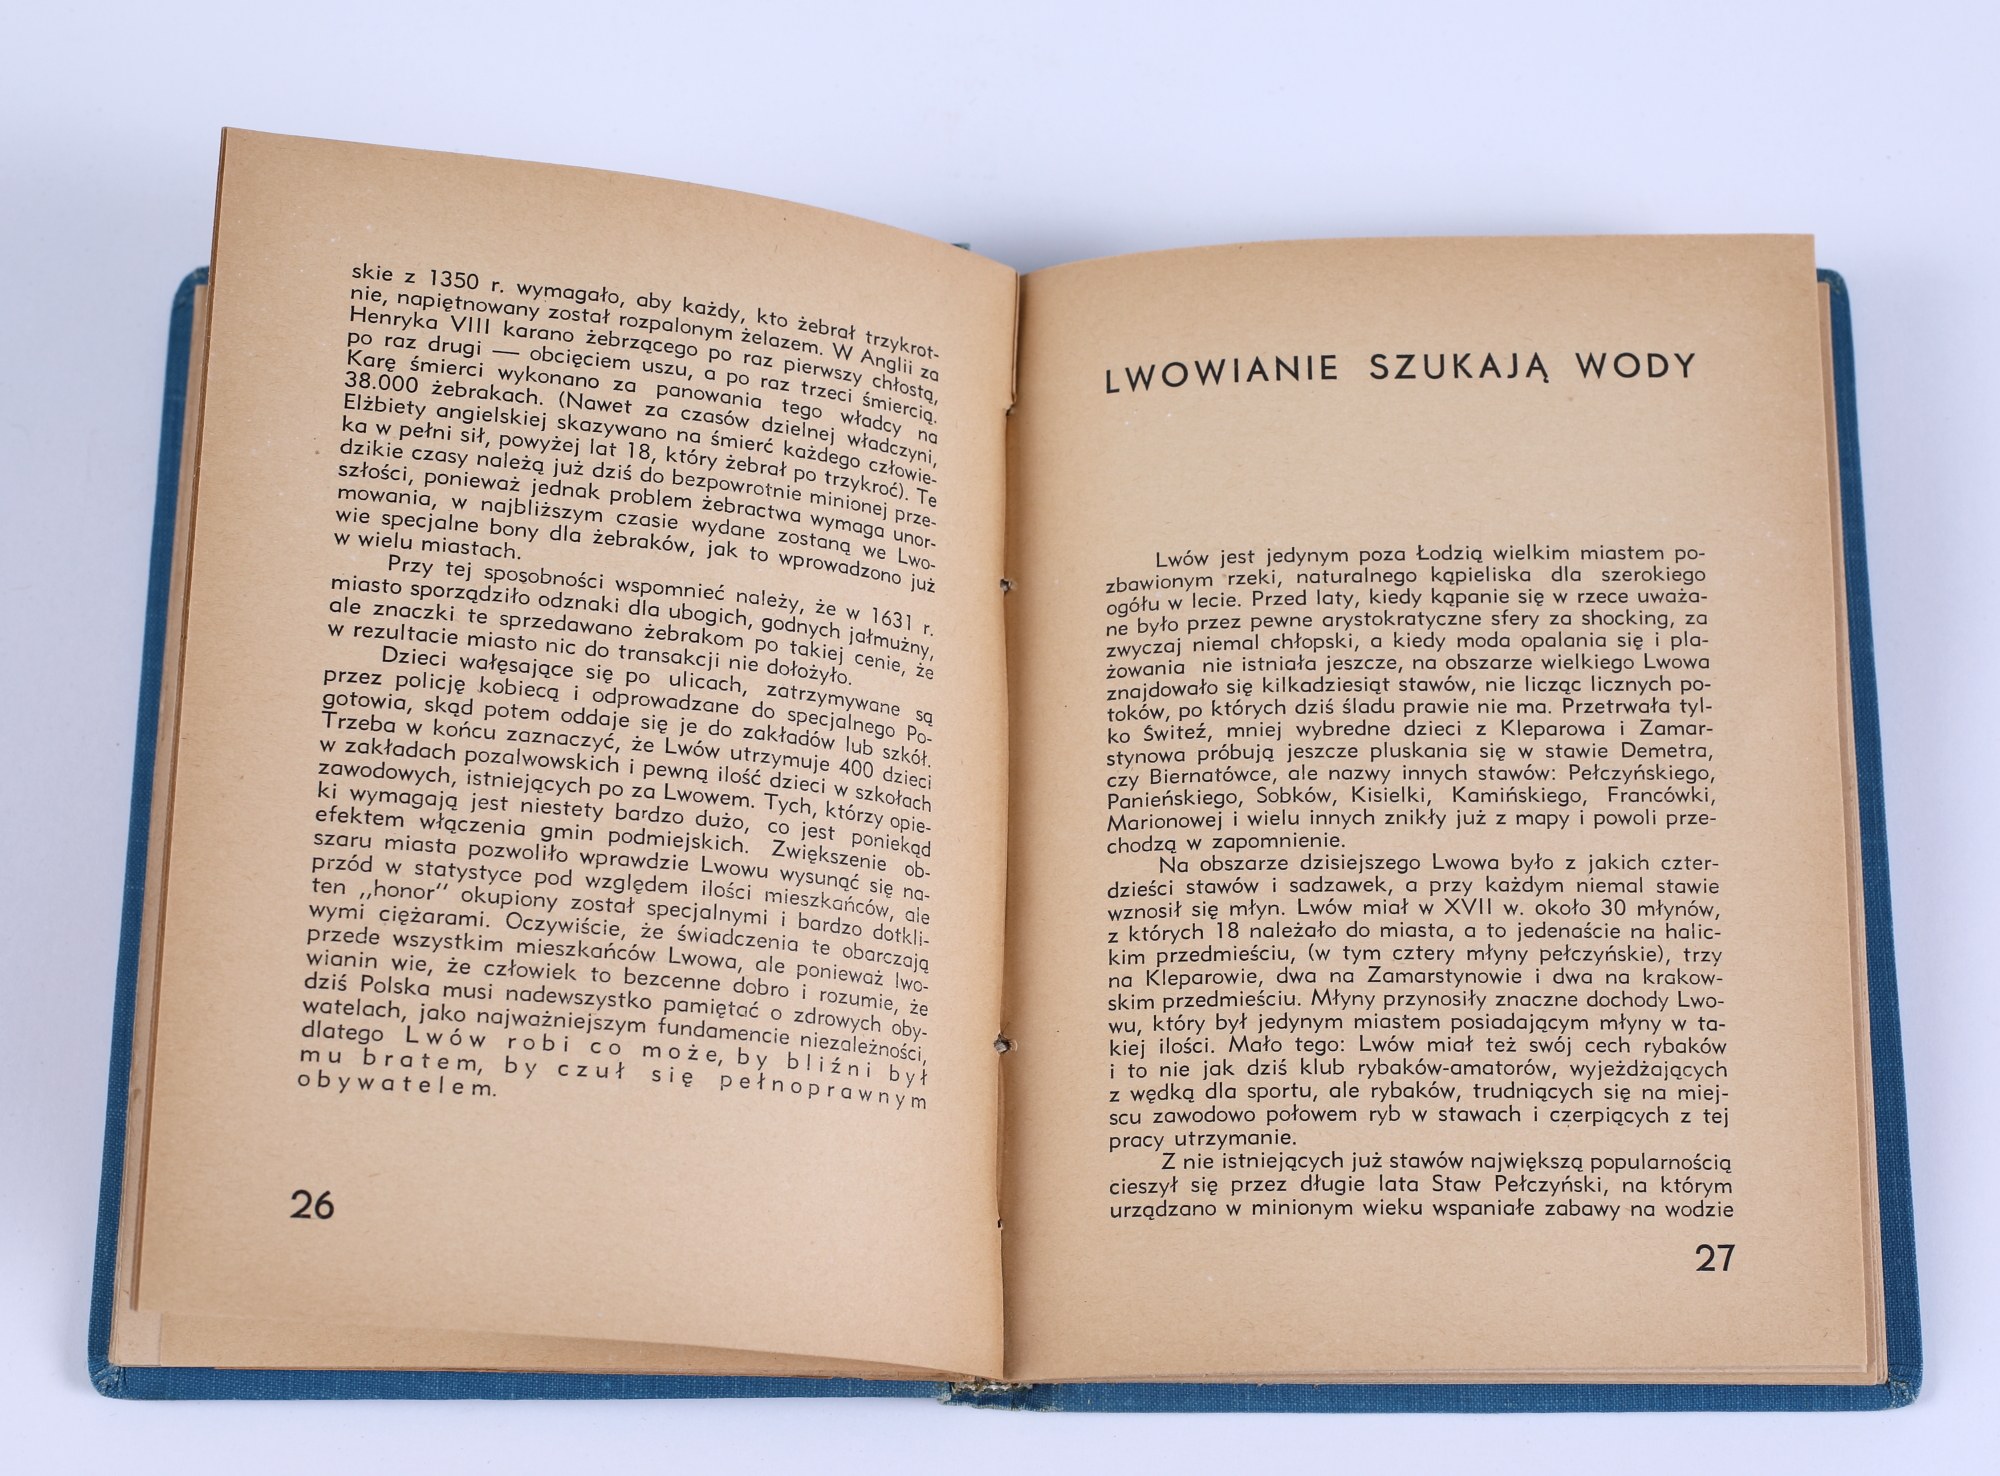 skie z 1350 r. wymagało, aby każdy, kto żebrał trzykrot-
nie, napiętnowany został rozpalonym żelazem. W Anglii za
Henryka VIII karano żebrzącego po raz pierwszy chłostą,
po raz drugi — obcięciem uszu, a po raz trzeci śmiercią.
Karę śmierci wykonano za panowania tego władcy na
38.000 żebrakach. (Nawet za czasów dzielnej władczyni,
Elżbiety angielskiej skazywano na śmierć każdego człowie-
ka w pełni sił, powyżej lat 18, który żebrał po trzykroć). Te
dzikie czasy należą już dziś do bezpowrotnie minionej prze-
szłości, ponieważ jednak problem żebractwa wymaga unor-
mowania, w najbliższym czasie wydane zostaną we Lwo-
wie specjalne bony dla żebraków, jak to wprowadzono już
w wielu miastach.
Przy tej sposobności wspomnieć należy, że w 1631 r.
miasto sporządziło odznaki dla ubogich, godnych jałmużny,
ale znaczki te sprzedawano żebrakom po takiej cenie, że
w rezultacie miasto nic do transakcji nie dołożyło.
Dzieci wałęsające się po ulicach, zatrzymywane są
przez policję kobiecą i odprowadzane do specjalnego Po-
gotowia, skąd potem oddaje się je do zakładów lub szkół.
Trzeba w końcu zaznaczyć, że Lwów utrzymuje 400 dzieci
w zakładach pozalwowskich i pewną ilość dzieci w szkołach
zawodowych, istniejących po za Lwowem. Tych, którzy opie-
ki wymagają jest niestety bardzo dużo, co jest poniekąd
efektem włączenia gmin podmiejskich. Zwiększenie ob-
szaru miasta pozwoliło wprawdzie Lwowu wysunąć się na-
przód w statystyce pod względem ilości mieszkańców, ale
ten „honor“ okupiony został specjalnymi i bardzo dotkli-
wymi ciężarami. Oczywiście, że świadczenia te obarczają
przede wszystkim mieszkańców Lwowa, ale ponieważ lwo-
wianin wie, że człowiek to bezcenne dobro i rozumie, że
dziś Polska musi nadewszystko pamiętać o zdrowych oby-
watelach, jako najważniejszym fundamencie niezależności,
dlatego Lwów robi co może, by bliźni był
mu bratem, by czuł się pełnoprawnym
obywatelem.
26
LWOWIANIE SZUKAJĄ WODY
Lwów jest jedynym poza Łodzią wielkim miastem po-
zbawionym rzeki, naturalnego kąpieliska dla szerokiego
ogółu w lecie. Przed laty, kiedy kąpanie się w rzece uważa-
ne było przez pewne arystokratyczne sfery za shocking, za
zwyczaj niemal chłopski, a kiedy moda opalania się i pla-
żowania nie istniała jeszcze, na obszarze wielkiego Lwowa
znajdowało się kilkadziesiąt stawów, nie licząc licznych po-
toków, po których dziś śladu prawie nie ma. Przetrwała tyl-
ko Świteź, mniej wybredne dzieci z Kleparowa i Zamar-
stynowa próbują jeszcze pluskania się w stawie Demetra,
czy Biernatówce, ale nazwy innych stawów: Pełczyńskiego,
Panieńskiego, Sobków, Kisielki, Kamińskiego, Francówki,
Marionowej i wielu innych znikły już z mapy i powoli prze-
chodzą w zapomnienie.
Na obszarze dzisiejszego Lwowa było z jakich czter-
dzieści stawów i sadzawek, a przy każdym niemal stawie
wznosił się młyn. Lwów miał w XVII w. około 30 młynów,
z których 18 należało do miasta, a to jedenaście na halic-
kim przedmieściu, (w tym cztery młyny pełczyńskie), trzy
na Kleparowie, dwa na Zamarstynowie i dwa na krakow-
skim przedmieściu. Młyny przynosiły znaczne dochody Lwo-
wu, który był jedynym miastem posiadającym młyny w ta-
kiej ilości. Mało tego: Lwów miał też swój cech rybaków
i to nie jak dziś klub rybaków-amatorów, wyjeżdżających
z wędką dla sportu, ale rybaków, trudniących się na miej-
scu zawodowo połowem ryb w stawach i czerpiących z tej
pracy utrzymanie.
Z nie istniejących już stawów największą popularnością
cieszył się przez długie lata Staw Pełczyński, na którym
urządzano w minionym wieku wspaniałe zabawy na wodzie
27